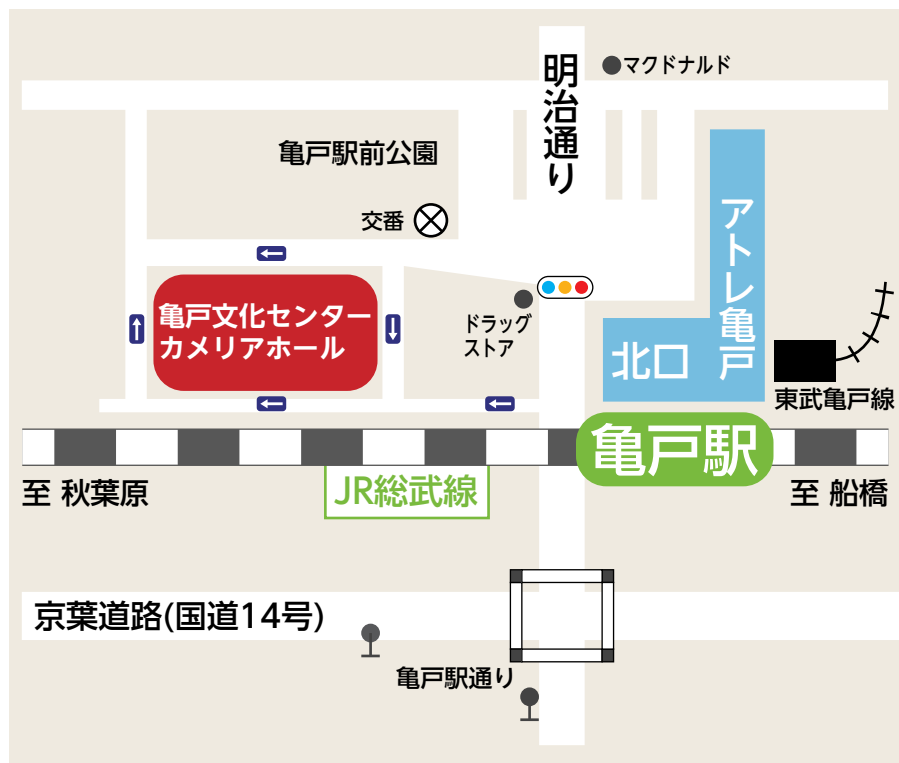 マクドナルド
明治通り
亀戸駅前公園
交番
アトレ亀戸
亀戸文化センター
カメリアホール
ドラッグ
ストア
北口
東武亀戸線
亀戸駅
至 秋葉原
JR総武線
至 船橋
京葉道路(国道14号)
亀戸駅通り